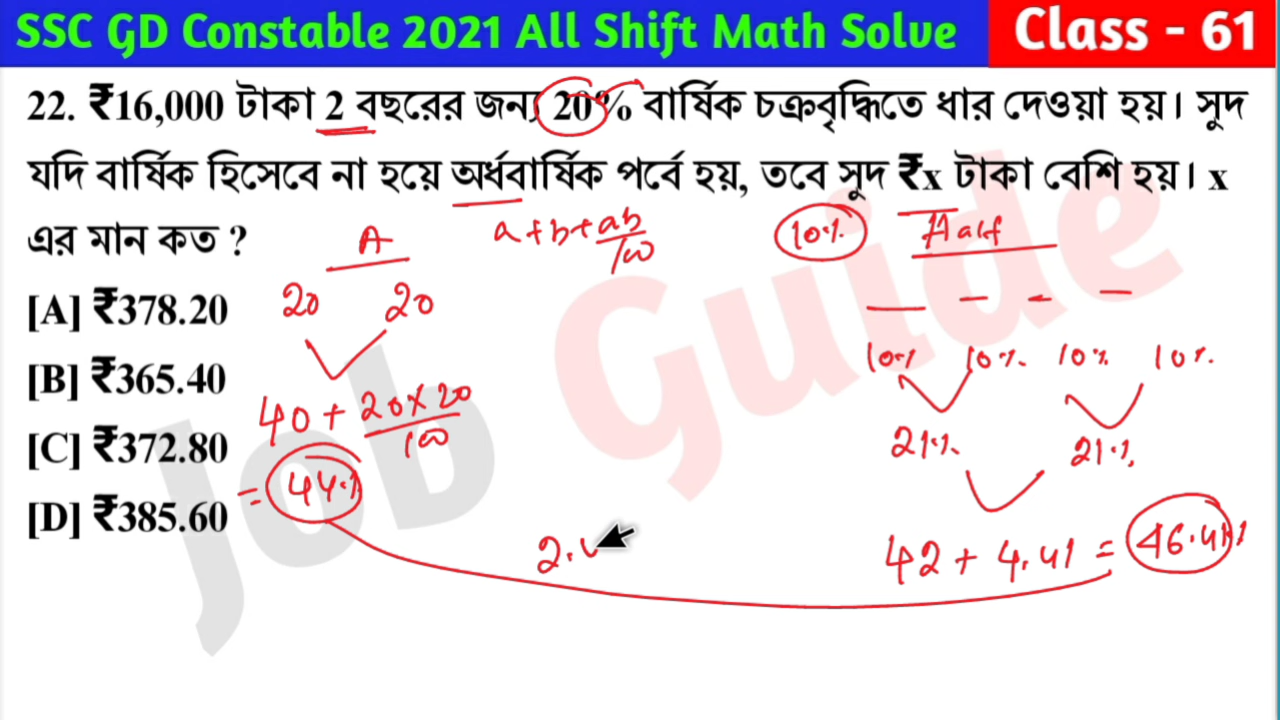 SSC GD Constable 2021 All Shift Math Solve
Class - 61
22. ₹16,000 টাকা 2 বছরের জন্য 20% বার্ষিক চক্রবৃদ্ধিতে ধার দেওয়া হয়। সুদ
যদি বার্ষিক হিসেবে না হয়ে অর্ধবার্ষিক পর্বে হয়, তবে সুদ ₹x টাকা বেশি হয়। x
এর মান কত ?
A
a+b+ab/100
10%
Half
[A] ₹378.20
20 20
[B] ₹365.40
10% 10% 10% 10%
40 + 20×20/100
[C] ₹372.80
21% 21%
= 44%
[D] ₹385.60
2.
42 + 4.41 = 46.41%
Job Guide